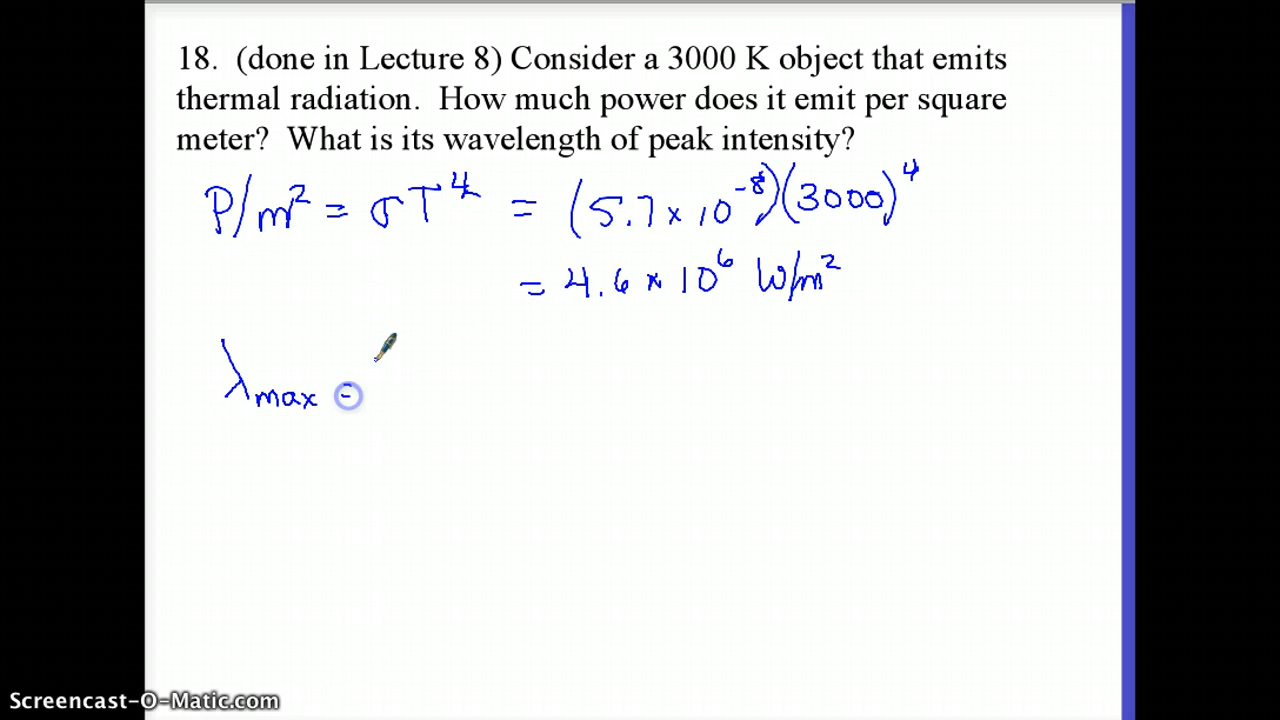 18. (done in Lecture 8) Consider a 3000 K object that emits
thermal radiation. How much power does it emit per square
meter? What is its wavelength of peak intensity?
P/m² = σT⁴ = (5.7 × 10⁻⁸)(3000)⁴
= 4.6 × 10⁶ W/m²
λmax =
Screencast-O-Matic.com